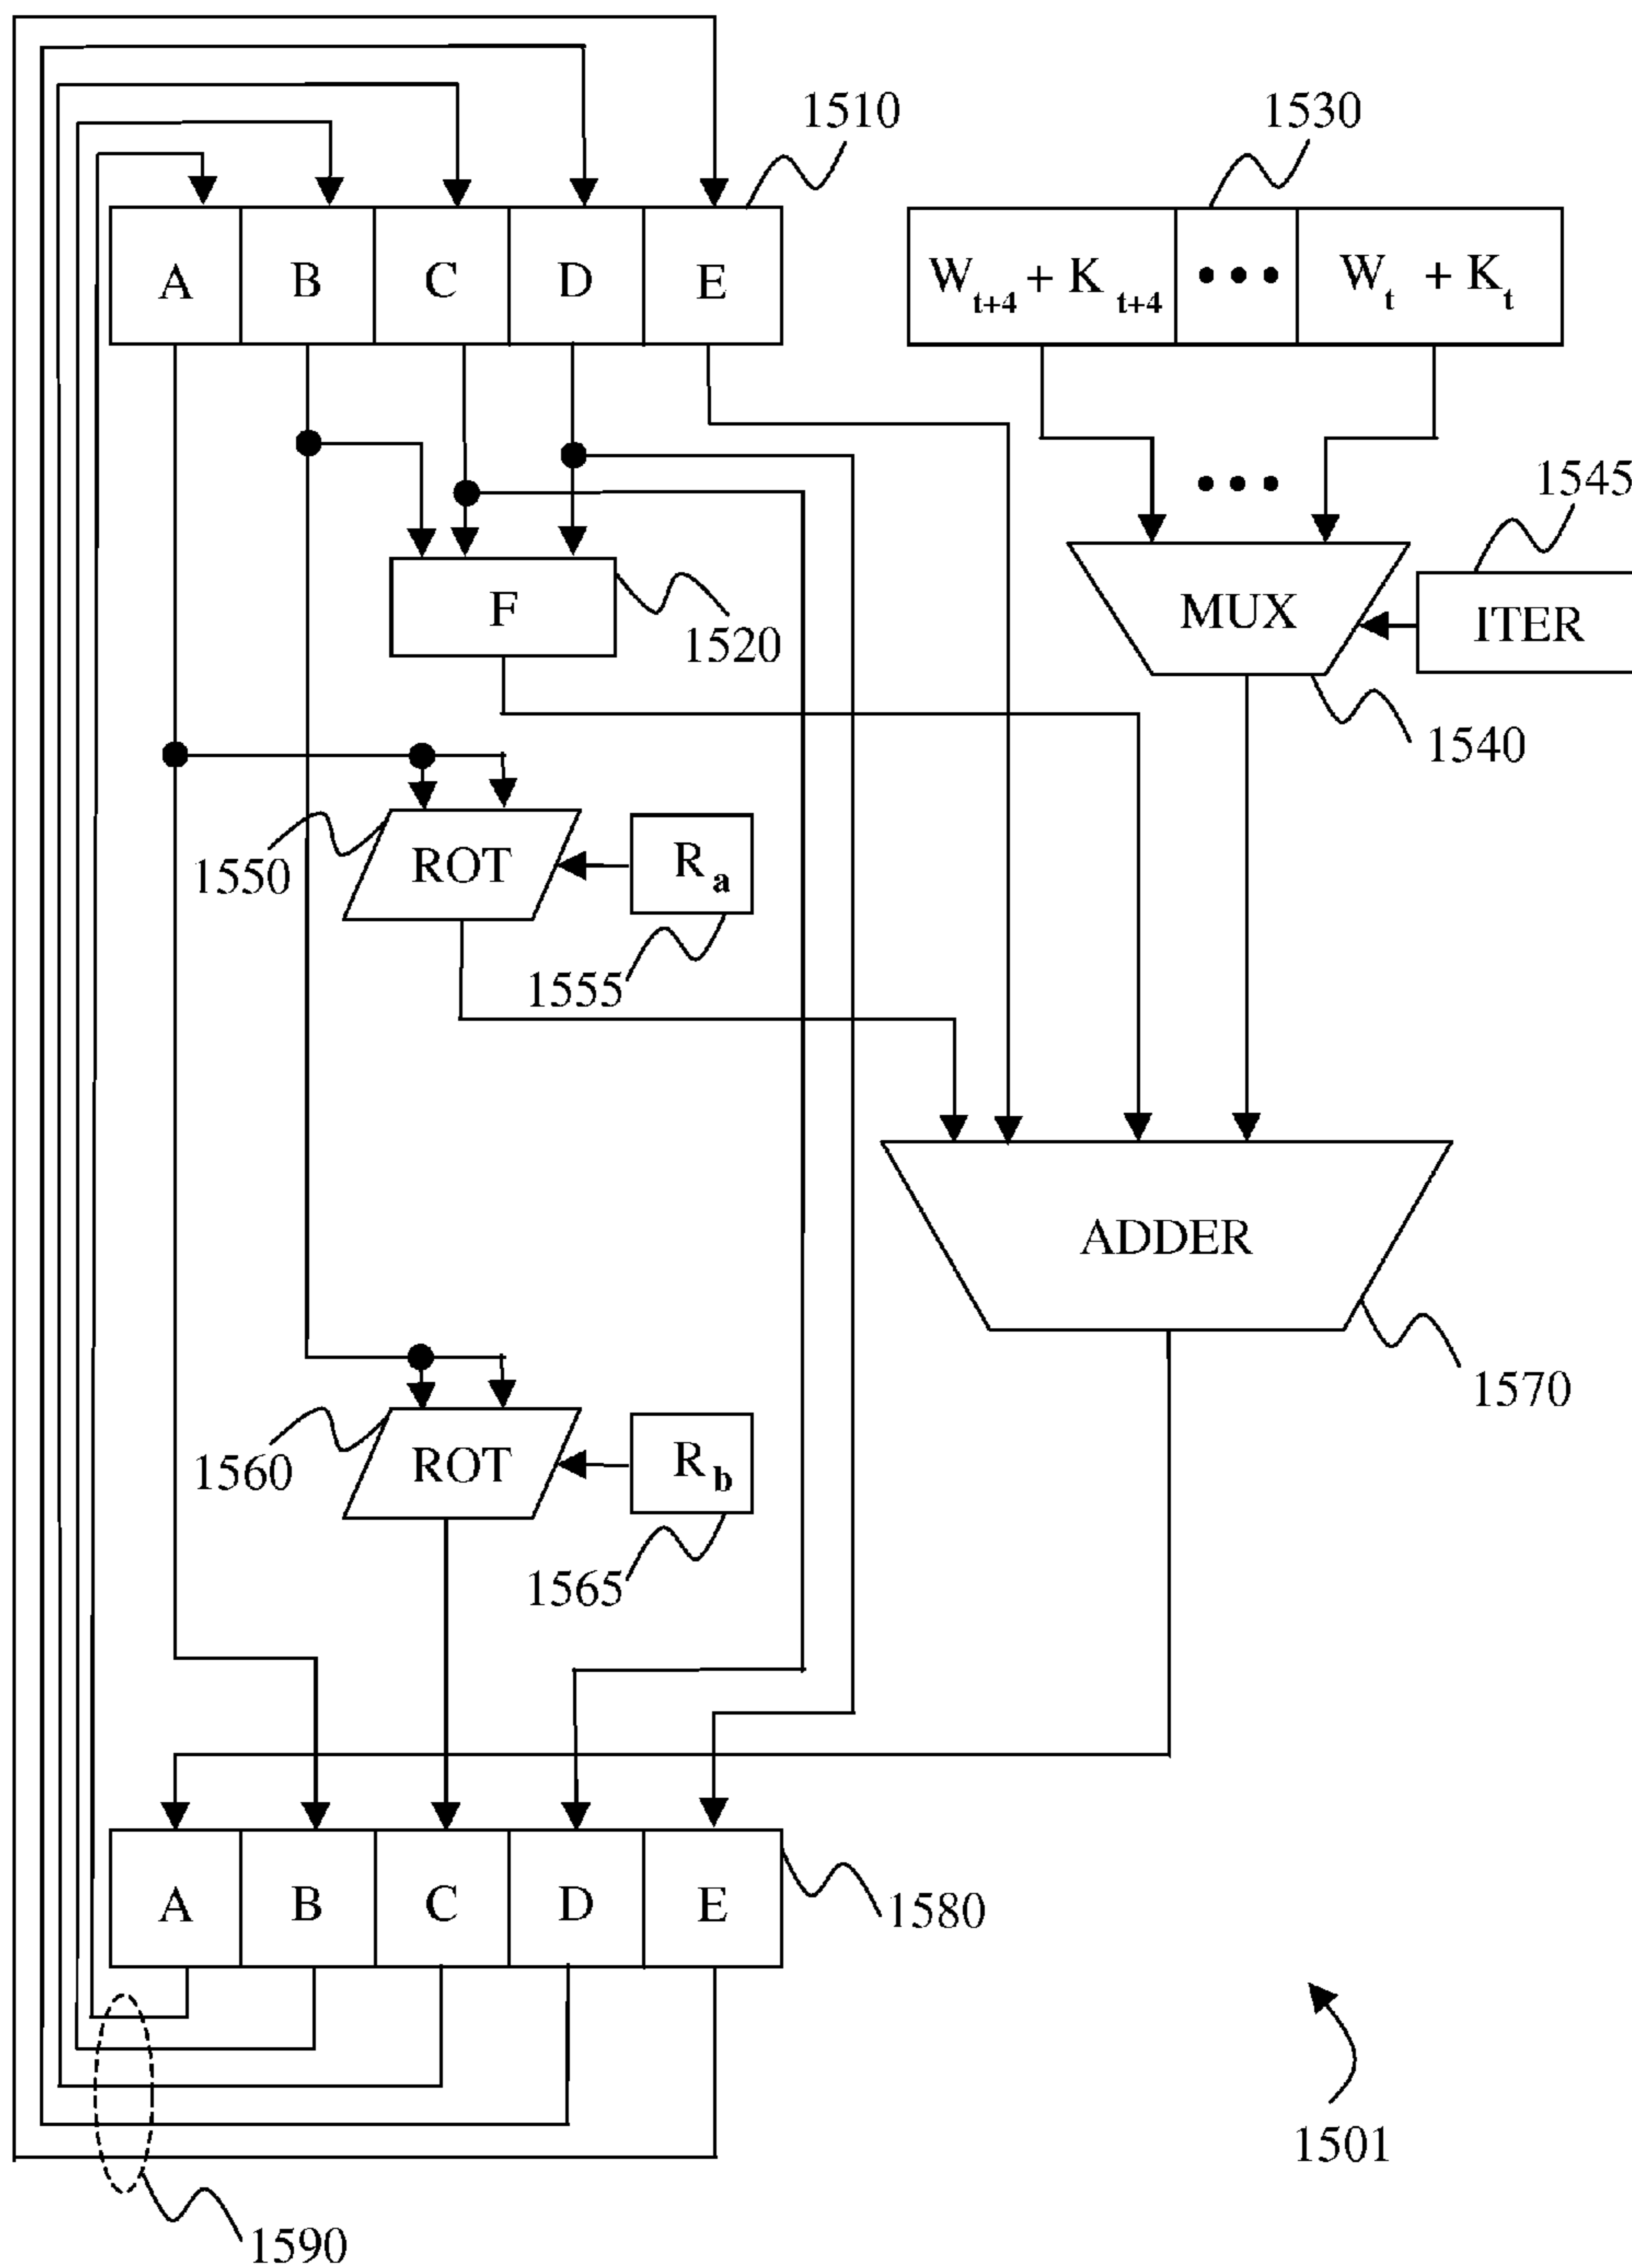 1510
1530
A B C D E
W t+4 + K t+4 ••• W t + K t
•••
1545
F
MUX
ITER
1520
1540
ROT
R a
1550
1555
ADDER
1570
ROT
R b
1560
1565
A B C D E
1580
1501
1590